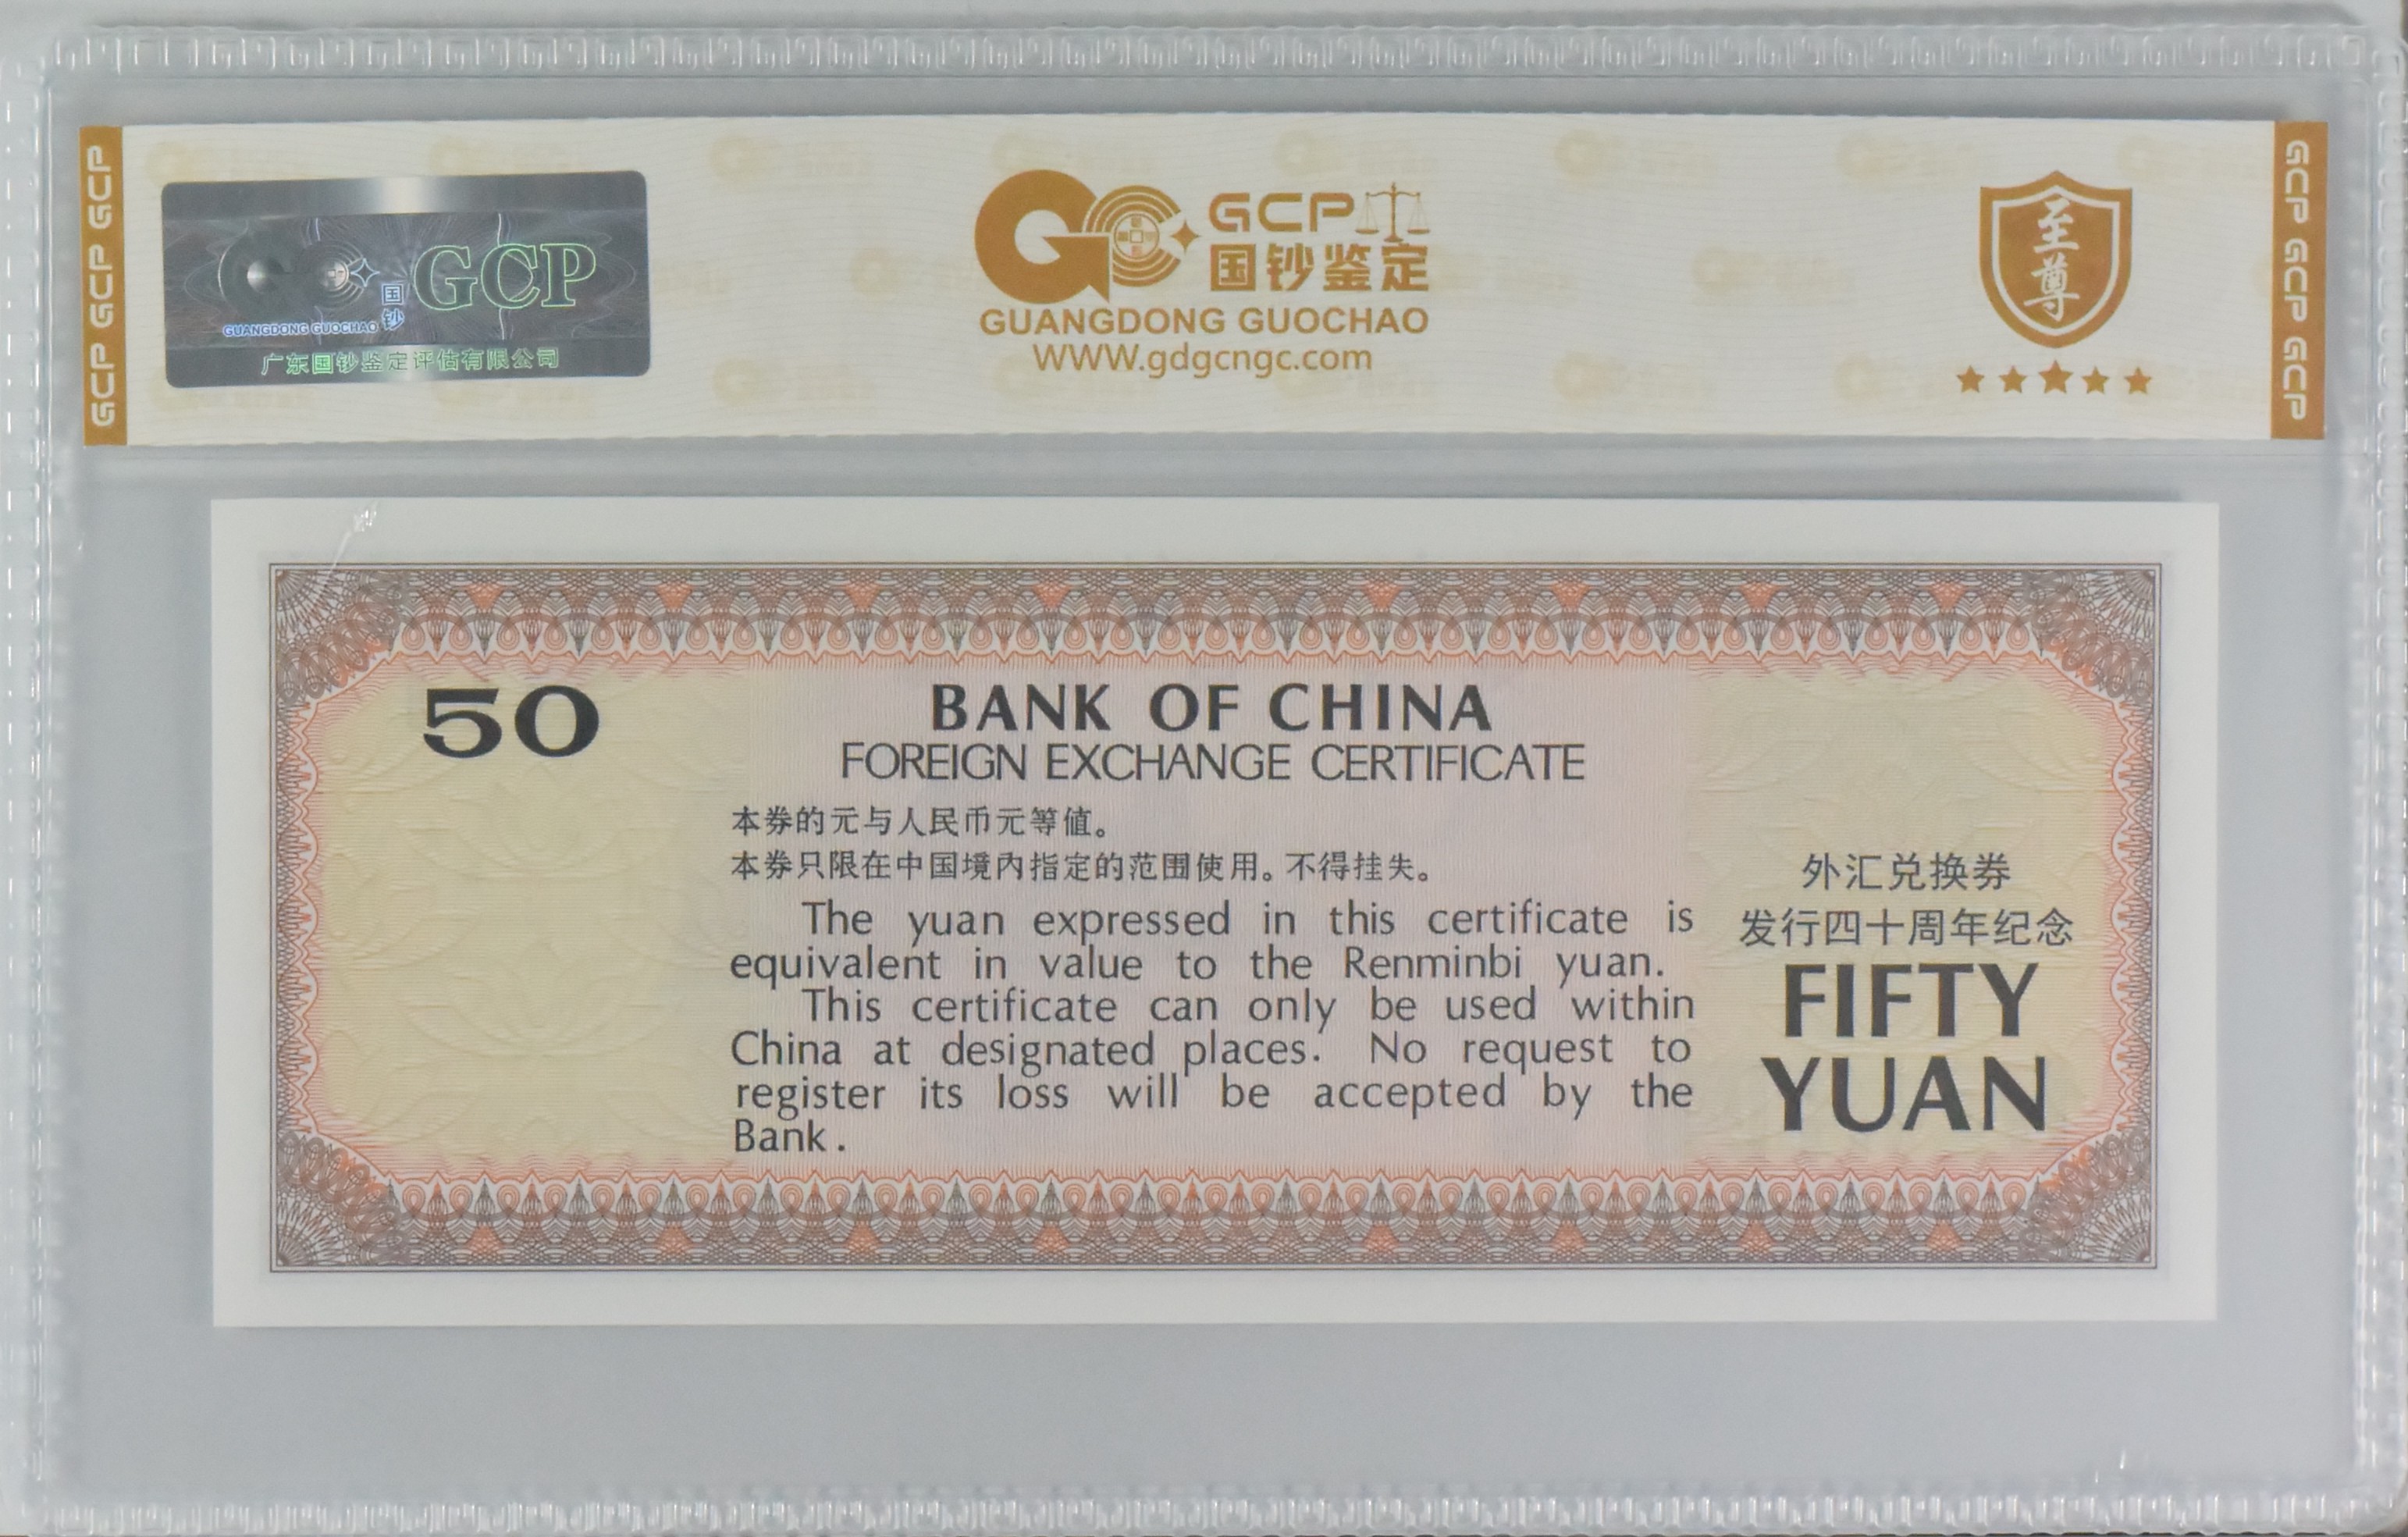 GCP GCP GCP
国钞
GCP
GUANGDONG GUOCHAO
广东国钞鉴定评估有限公司
GCP
国钞鉴定
GUANGDONG GUOCHAO
WWW.gdgcngc.com
至尊
GCP GCP GCP
50
BANK OF CHINA
FOREIGN EXCHANGE CERTIFICATE
本券的元与人民币元等値。
本券只限在中国境内指定的范围使用。不得挂失。
The yuan expressed in this certificate is
equivalent in value to the Renminbi yuan.
This certificate can only be used within
China at designated places. No request to
register its loss will be accepted by the
Bank.
外汇兑换券
发行四十周年纪念
FIFTY
YUAN